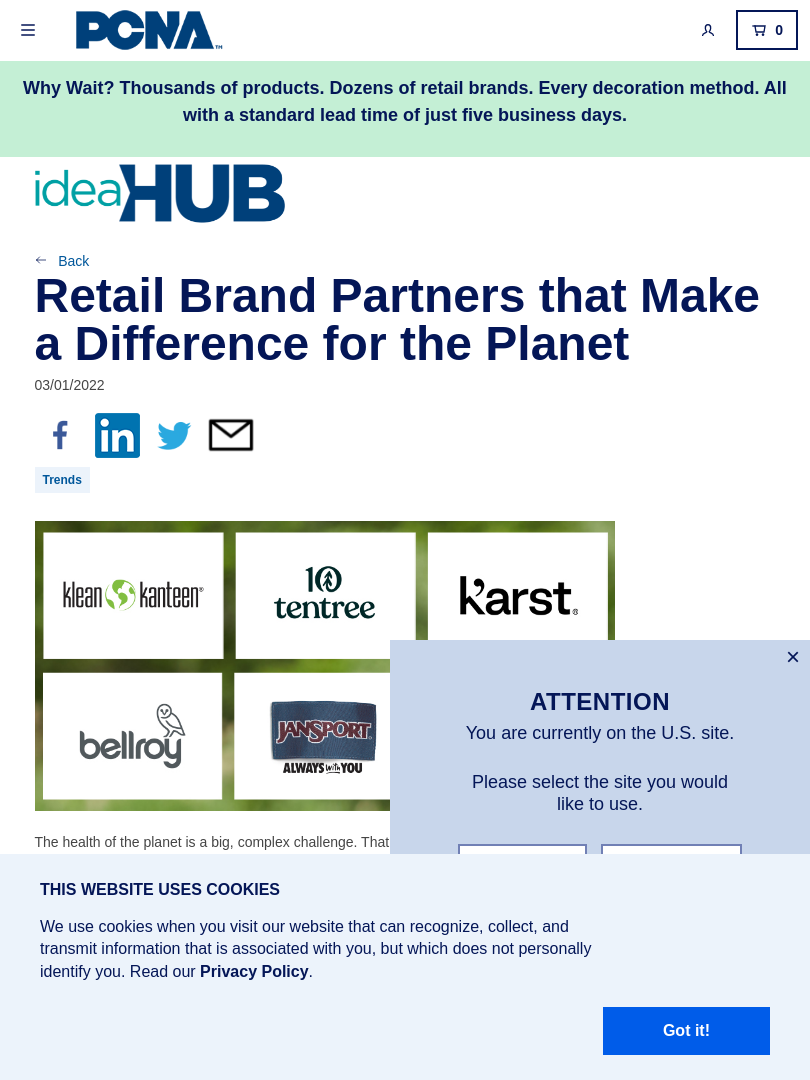 PCNA™
0
Why Wait? Thousands of products. Dozens of retail brands. Every decoration method. All
with a standard lead time of just five business days.
ideaHUB
Back
Retail Brand Partners that Make
a Difference for the Planet
03/01/2022
in
Trends
klean kanteen®
10
tentree
karst®
bellroy
JANSPORT
ALWAYS with YOU
×
ATTENTION
You are currently on the U.S. site.
Please select the site you would
like to use.
The health of the planet is a big, complex challenge. That
THIS WEBSITE USES COOKIES
We use cookies when you visit our website that can recognize, collect, and
transmit information that is associated with you, but which does not personally
identify you. Read our Privacy Policy.
Got it!